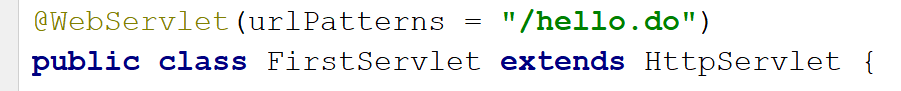 @WebServlet(urlPatterns = "/hello.do")
public class FirstServlet extends HttpServlet {